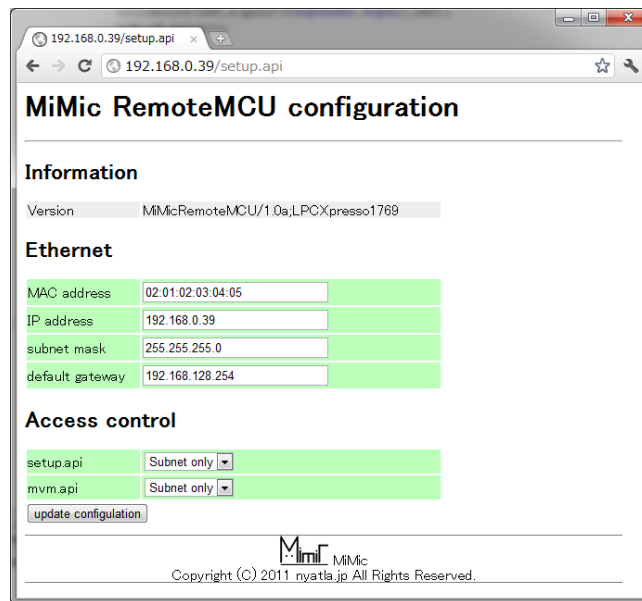 192.168.0.39/setup.api
192.168.0.39/setup.api
MiMic RemoteMCU configuration
Information
Version MiMicRemoteMCU/1.0a;LPCXpresso1769
Ethernet
MAC address 02:01:02:03:04:05
IP address 192.168.0.39
subnet mask 255.255.255.0
default gateway 192.168.128.254
Access control
setup.api Subnet only
mvm.api Subnet only
update configulation
MimiC MiMic
Copyright (C) 2011 nyatla.jp All Rights Reserved.